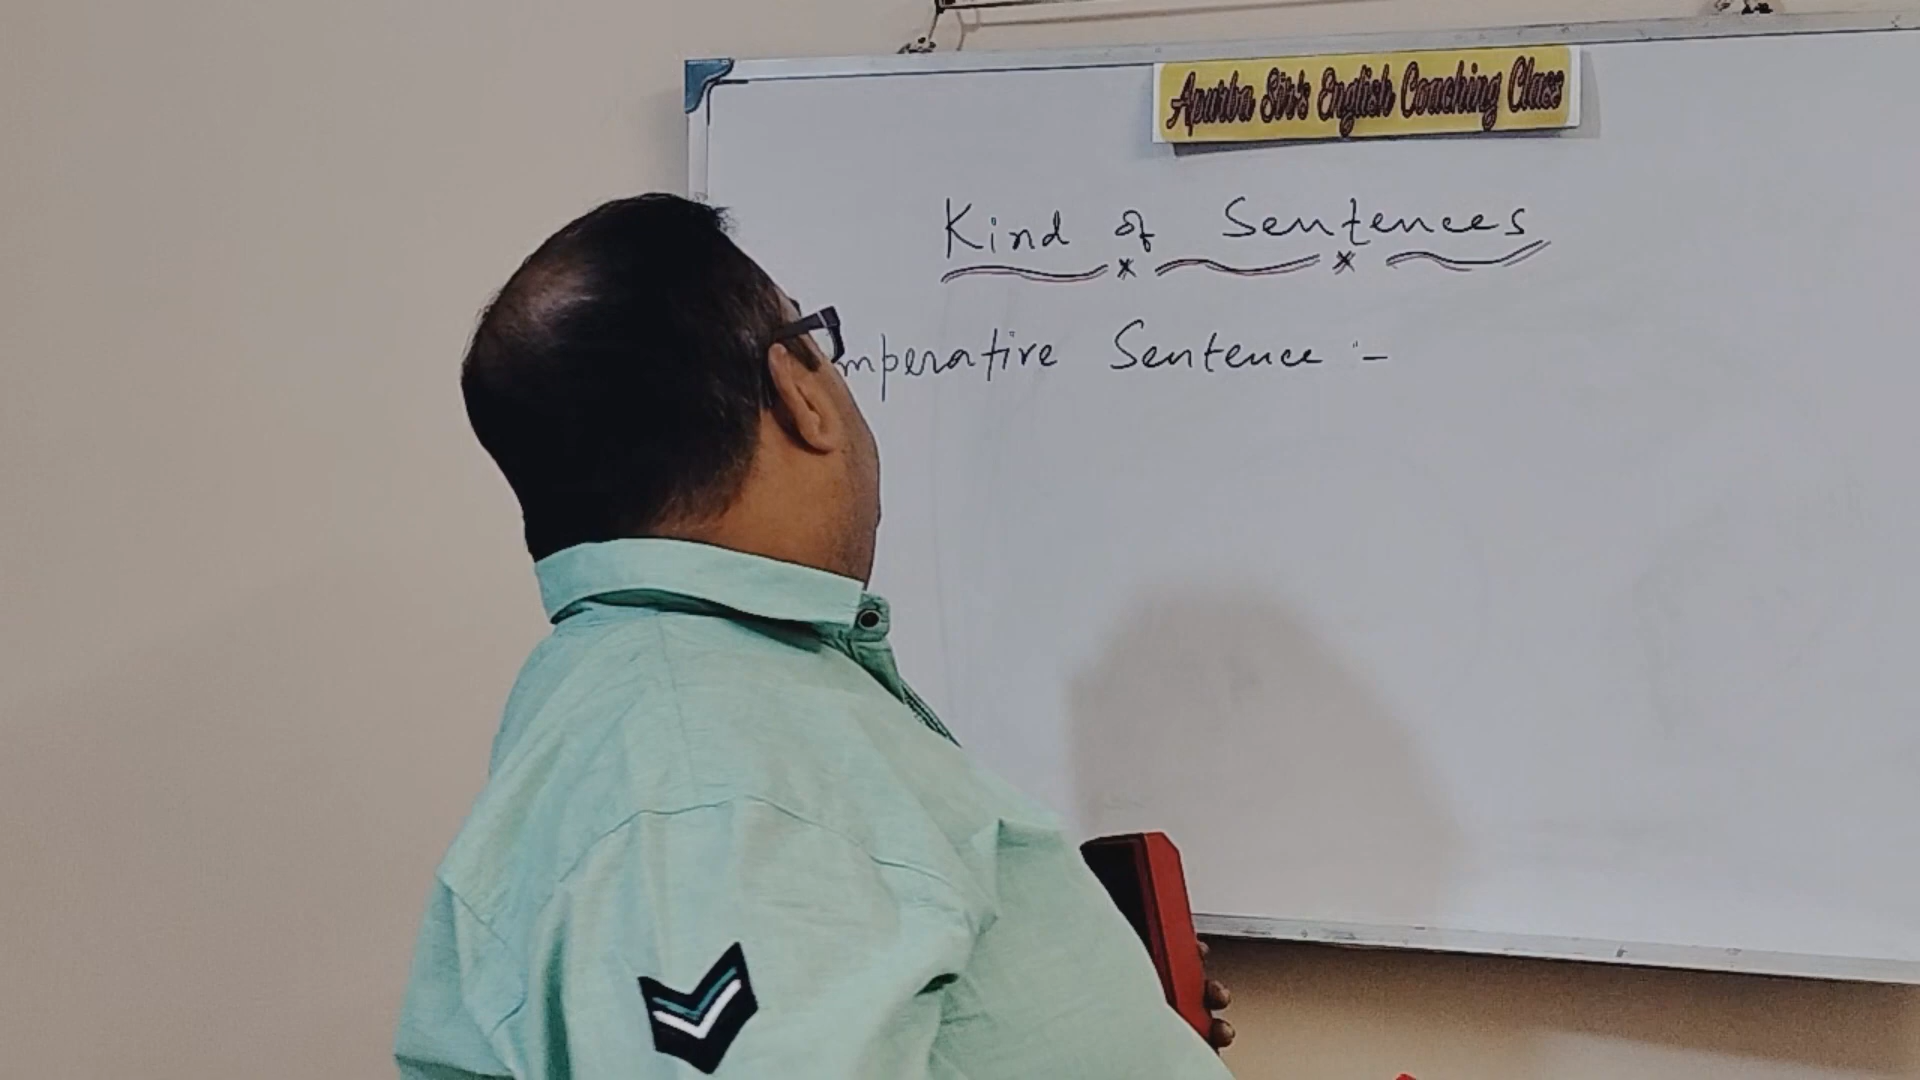 Apurba Sir's English Coaching Class
Kind of Sentences
mperative Sentence :-